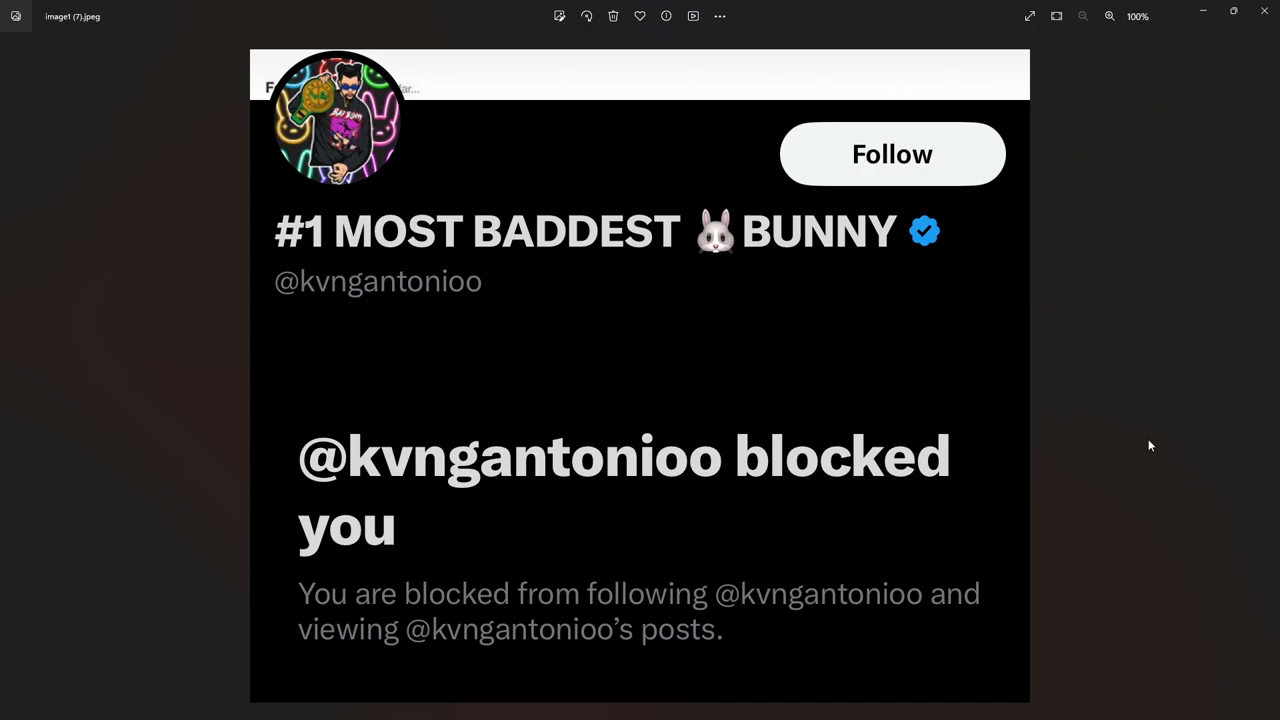 image1 (7).jpeg
100%
Follow
#1 MOST BADDEST 🐰BUNNY
@kvngantonioo
@kvngantonioo blocked
you
You are blocked from following @kvngantonioo and
viewing @kvngantonioo’s posts.